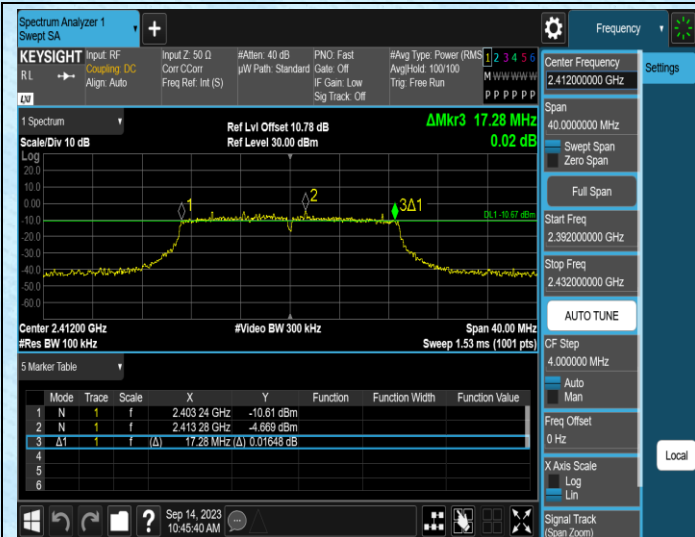 Spectrum Analyzer 1
Swept SA
+
Frequency
KEYSIGHT
RL
LXI
Input: RF
Coupling: DC
Align: Auto
Input Z: 50 Ω
Corr CCorr
Freq Ref: Int (S)
#Atten: 40 dB
µW Path: Standard
PNO: Fast
Gate: Off
IF Gain: Low
Sig Track: Off
#Avg Type: Power (RMS
Avg|Hold: 100/100
Trig: Free Run
1 2 3 4 5 6
M W W W W W
P P P P P P
1 Spectrum
Scale/Div 10 dB
Ref Lvl Offset 10.78 dB
Ref Level 30.00 dBm
ΔMkr3 17.28 MHz
0.02 dB
Log
20.0
10.0
0.00
-10.0
-20.0
-30.0
-40.0
-50.0
-60.0
1
2
3Δ1
DL1 -10.67 dBm
Center 2.41200 GHz
#Res BW 100 kHz
#Video BW 300 kHz
Span 40.00 MHz
Sweep 1.53 ms (1001 pts)
5 Marker Table
Mode Trace Scale X Y Function Function Width Function Value
1 N 1 f 2.403 24 GHz -10.61 dBm
2 N 1 f 2.413 28 GHz -4.669 dBm
3 Δ1 1 f (Δ) 17.28 MHz (Δ) 0.01648 dB
4
5
6
?
Sep 14, 2023
10:45:40 AM
Center Frequency
2.412000000 GHz
Span
40.0000000 MHz
Swept Span
Zero Span
Full Span
Start Freq
2.392000000 GHz
Stop Freq
2.432000000 GHz
AUTO TUNE
CF Step
4.000000 MHz
Auto
Man
Freq Offset
0 Hz
X Axis Scale
Log
Lin
Signal Track
(Span Zoom)
Settings
Local